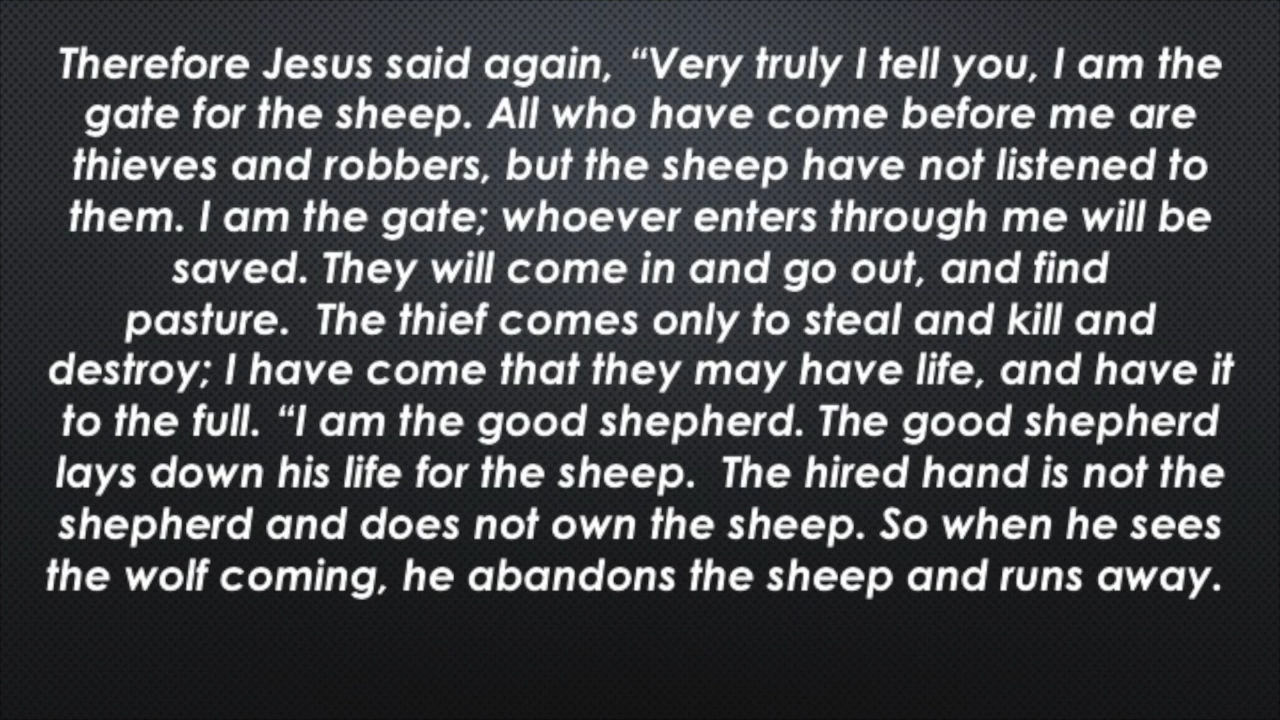 Therefore Jesus said again, “Very truly I tell you, I am the
gate for the sheep. All who have come before me are
thieves and robbers, but the sheep have not listened to
them. I am the gate; whoever enters through me will be
saved. They will come in and go out, and find
pasture.  The thief comes only to steal and kill and
destroy; I have come that they may have life, and have it
to the full. “I am the good shepherd. The good shepherd
lays down his life for the sheep.  The hired hand is not the
shepherd and does not own the sheep. So when he sees
the wolf coming, he abandons the sheep and runs away.